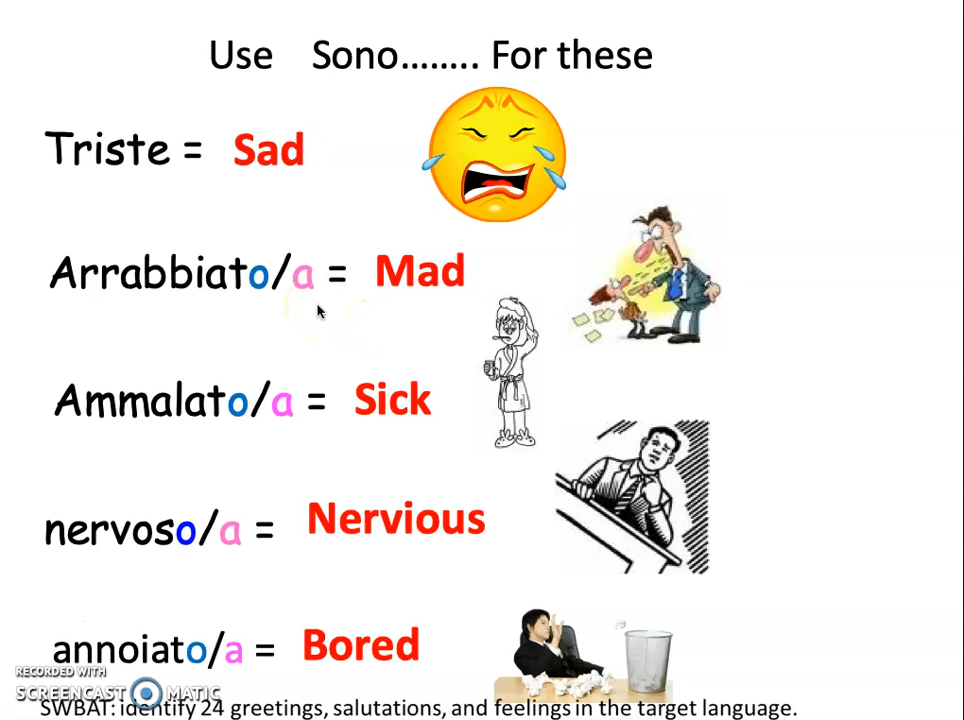 Use Sono........ For these
Triste = Sad
Arrabbiato/a = Mad
Ammalato/a = Sick
nervoso/a = Nervious
annoiato/a = Bored
RECORDED WITH
SCREENCAST MATIC
SWBAT: identify 24 greetings, salutations, and feelings in the target language.